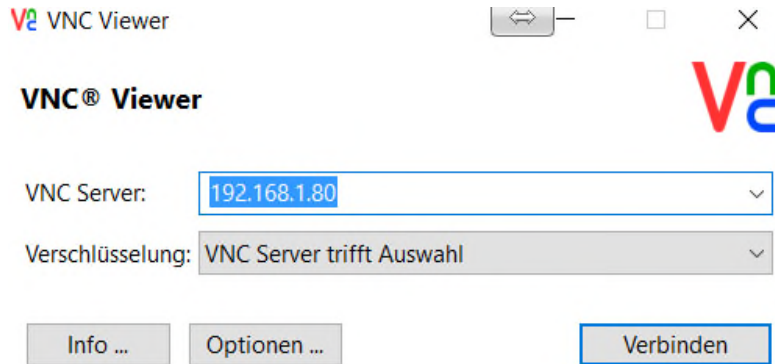 VNC Viewer
VNC® Viewer
VNC Server: 192.168.1.80
Verschlüsselung: VNC Server trifft Auswahl
Info ... Optionen ... Verbinden